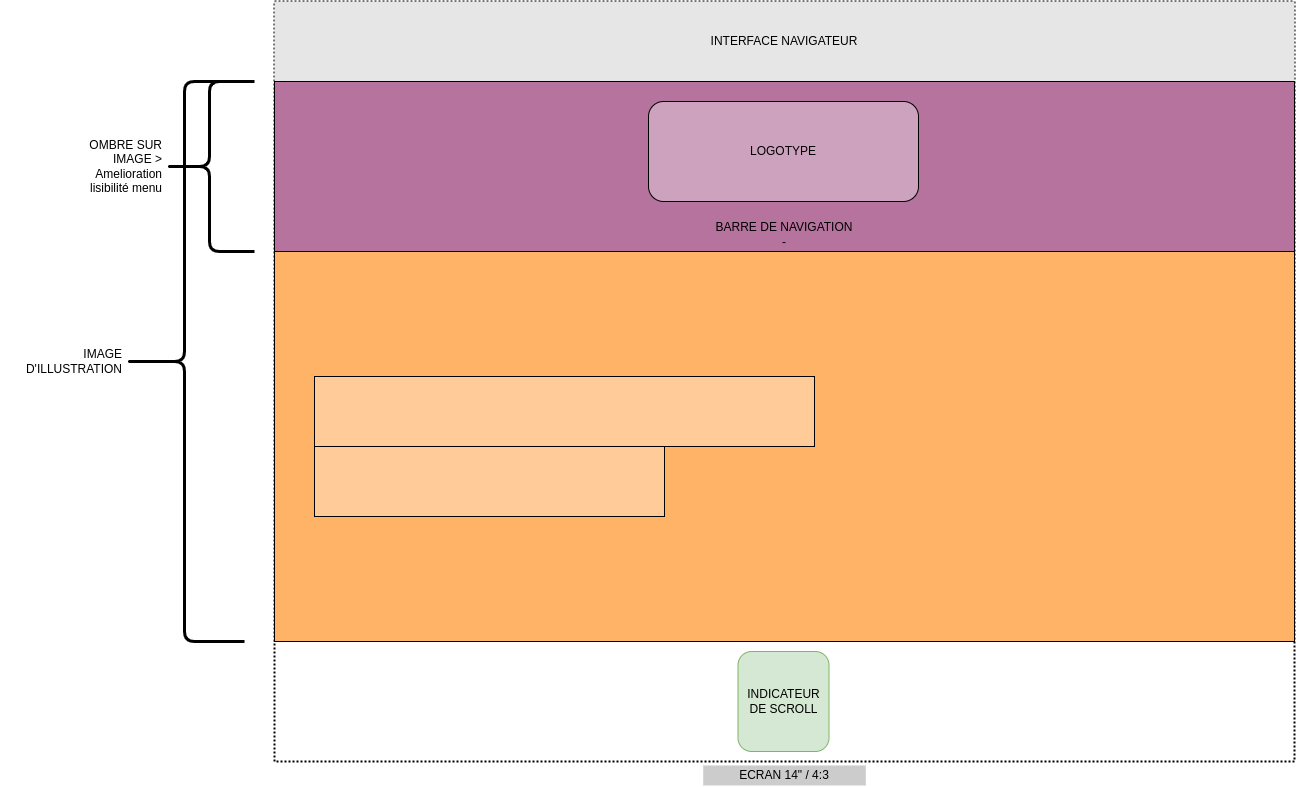 INTERFACE NAVIGATEUR
LOGOTYPE
OMBRE SUR
IMAGE >
Amelioration
lisibilité menu
BARRE DE NAVIGATION
-
IMAGE
D'ILLUSTRATION
INDICATEUR
DE SCROLL
ECRAN 14" / 4:3